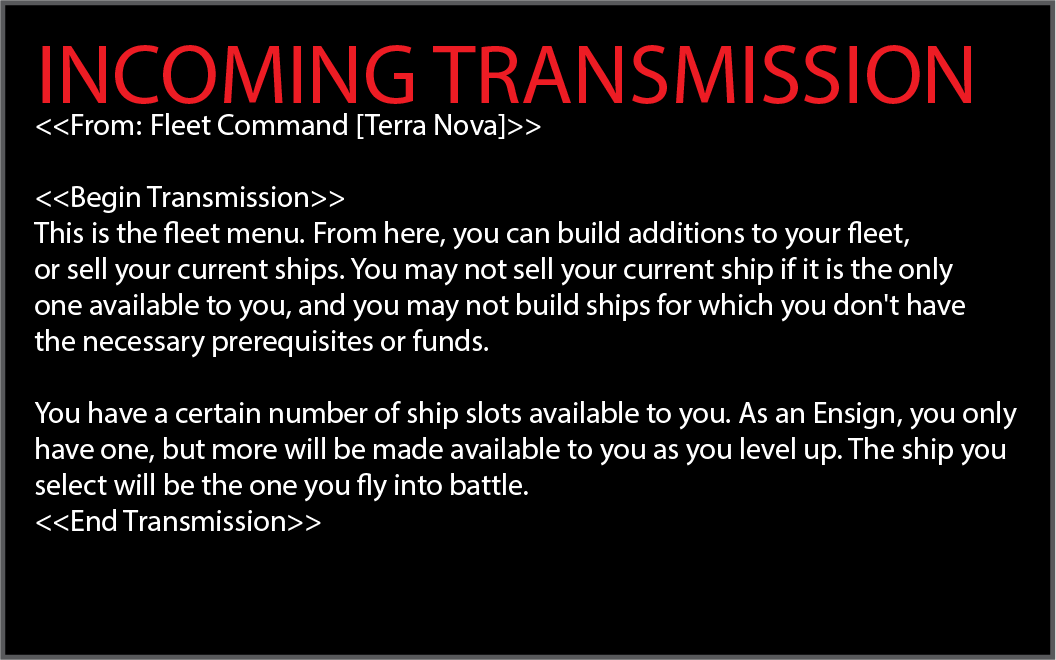 INCOMING TRANSMISSION
<<From: Fleet Command [Terra Nova]>>
<<Begin Transmission>>
This is the fleet menu. From here, you can build additions to your fleet,
or sell your current ships. You may not sell your current ship if it is the only
one available to you, and you may not build ships for which you don't have
the necessary prerequisites or funds.
You have a certain number of ship slots available to you. As an Ensign, you only
have one, but more will be made available to you as you level up. The ship you
select will be the one you fly into battle.
<<End Transmission>>